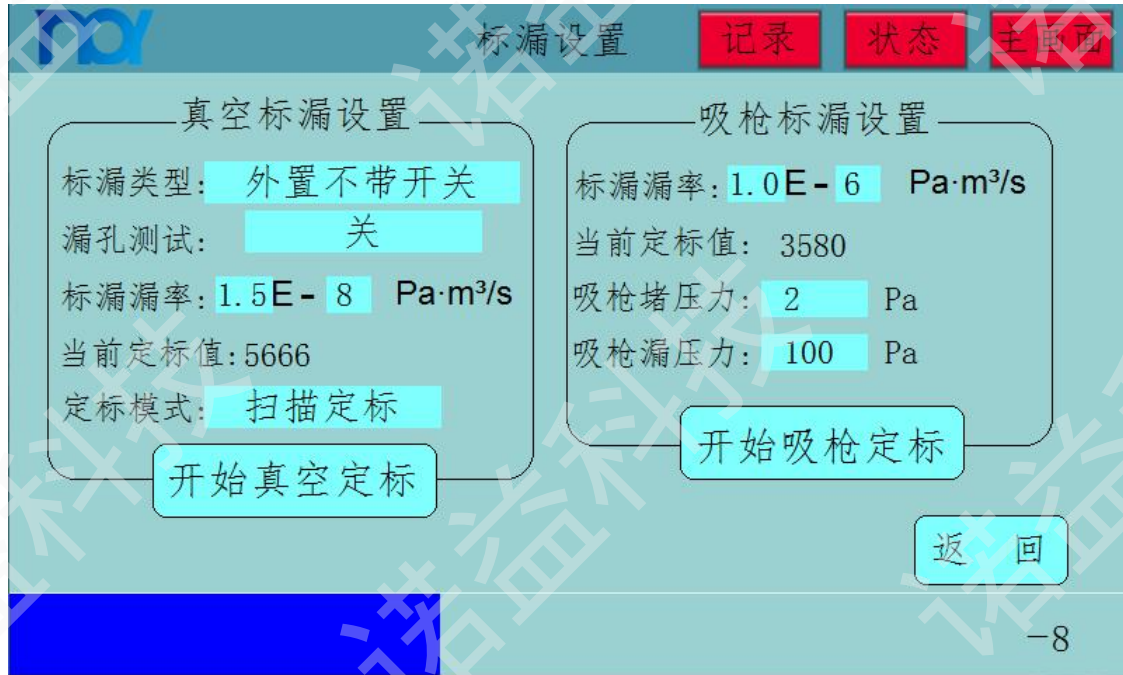 noy
标漏设置 记录 状态 主画面
真空标漏设置
标漏类型: 外置不带开关
漏孔测试: 关
标漏漏率: 1.5E- 8 Pa·m³/s
当前定标值: 5666
定标模式: 扫描定标
开始真空定标
吸枪标漏设置
标漏漏率: 1.0E- 6 Pa·m³/s
当前定标值: 3580
吸枪堵压力: 2 Pa
吸枪漏压力: 100 Pa
开始吸枪定标
返 回
-8
诺益科技